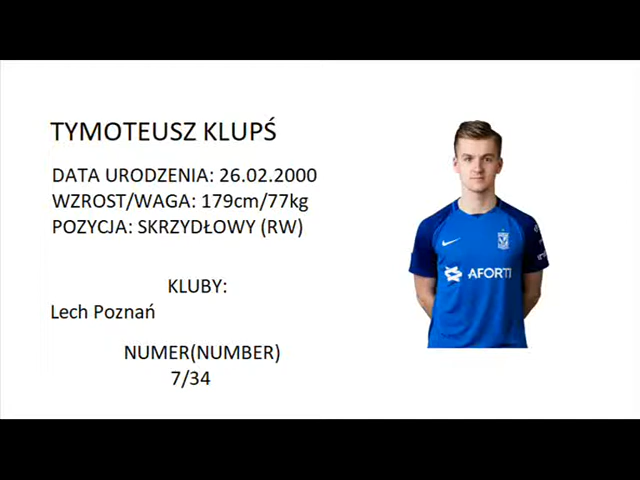 TYMOTEUSZ KLUPŚ
DATA URODZENIA: 26.02.2000
WZROST/WAGA: 179cm/77kg
POZYCJA: SKRZYDŁOWY (RW)
KLUBY:
Lech Poznań
NUMER(NUMBER)
7/34
AFORTI